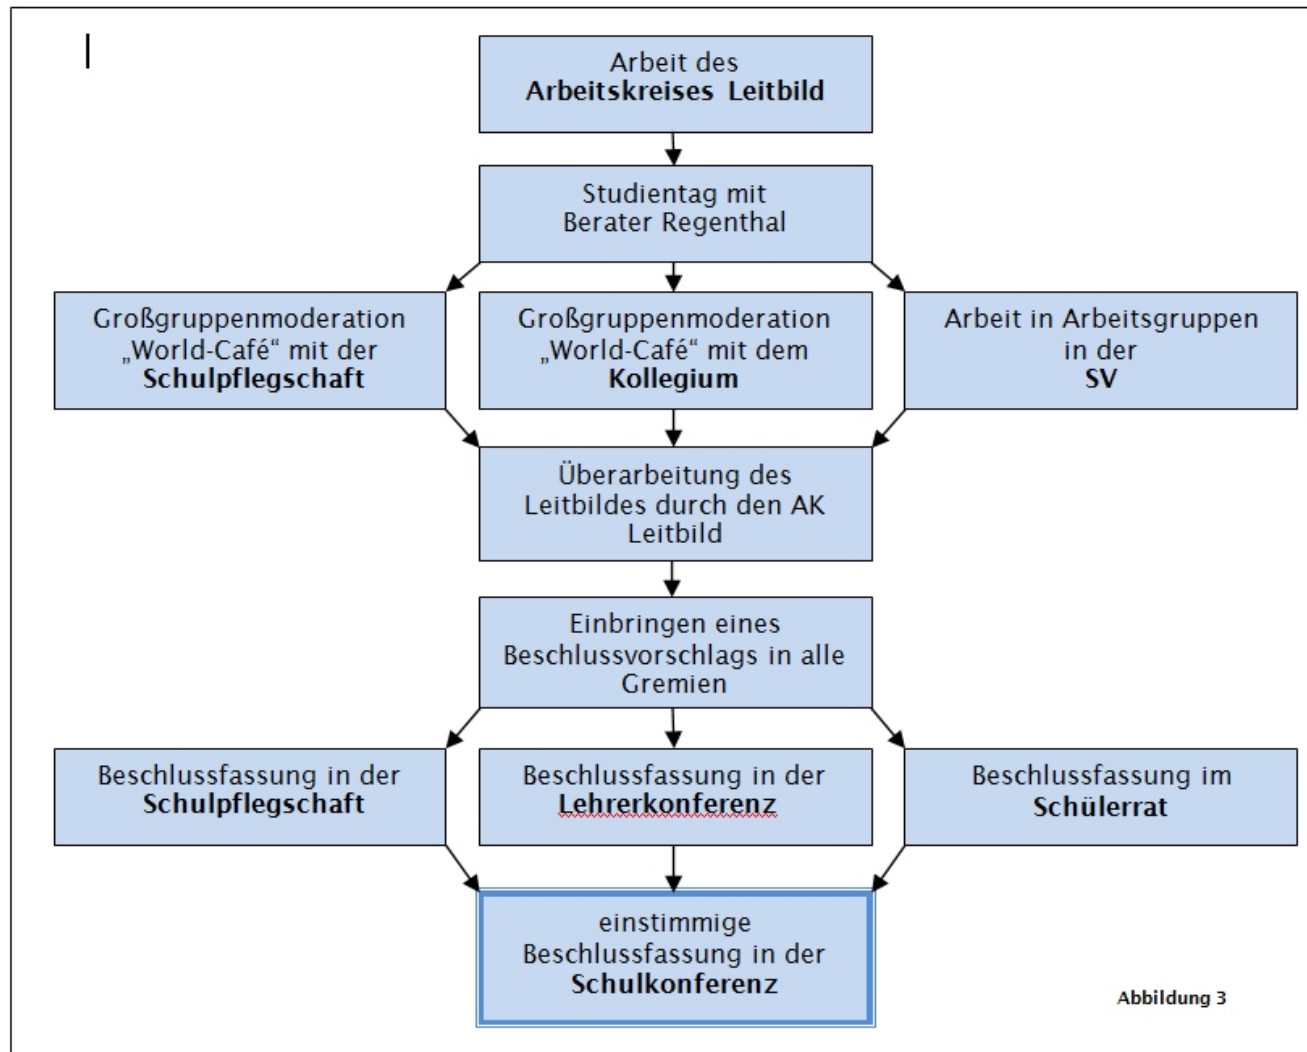 Arbeit des
Arbeitskreises Leitbild
Studientag mit
Berater Regenthal
Großgruppenmoderation
„World-Café“ mit der
Schulpflegschaft
Großgruppenmoderation
„World-Café“ mit dem
Kollegium
Arbeit in Arbeitsgruppen
in der
SV
Überarbeitung des
Leitbildes durch den AK
Leitbild
Einbringen eines
Beschlussvorschlags in alle
Gremien
Beschlussfassung in der
Schulpflegschaft
Beschlussfassung in der
Lehrerkonferenz
Beschlussfassung im
Schülerrat
einstimmige
Beschlussfassung in der
Schulkonferenz
Abbildung 3